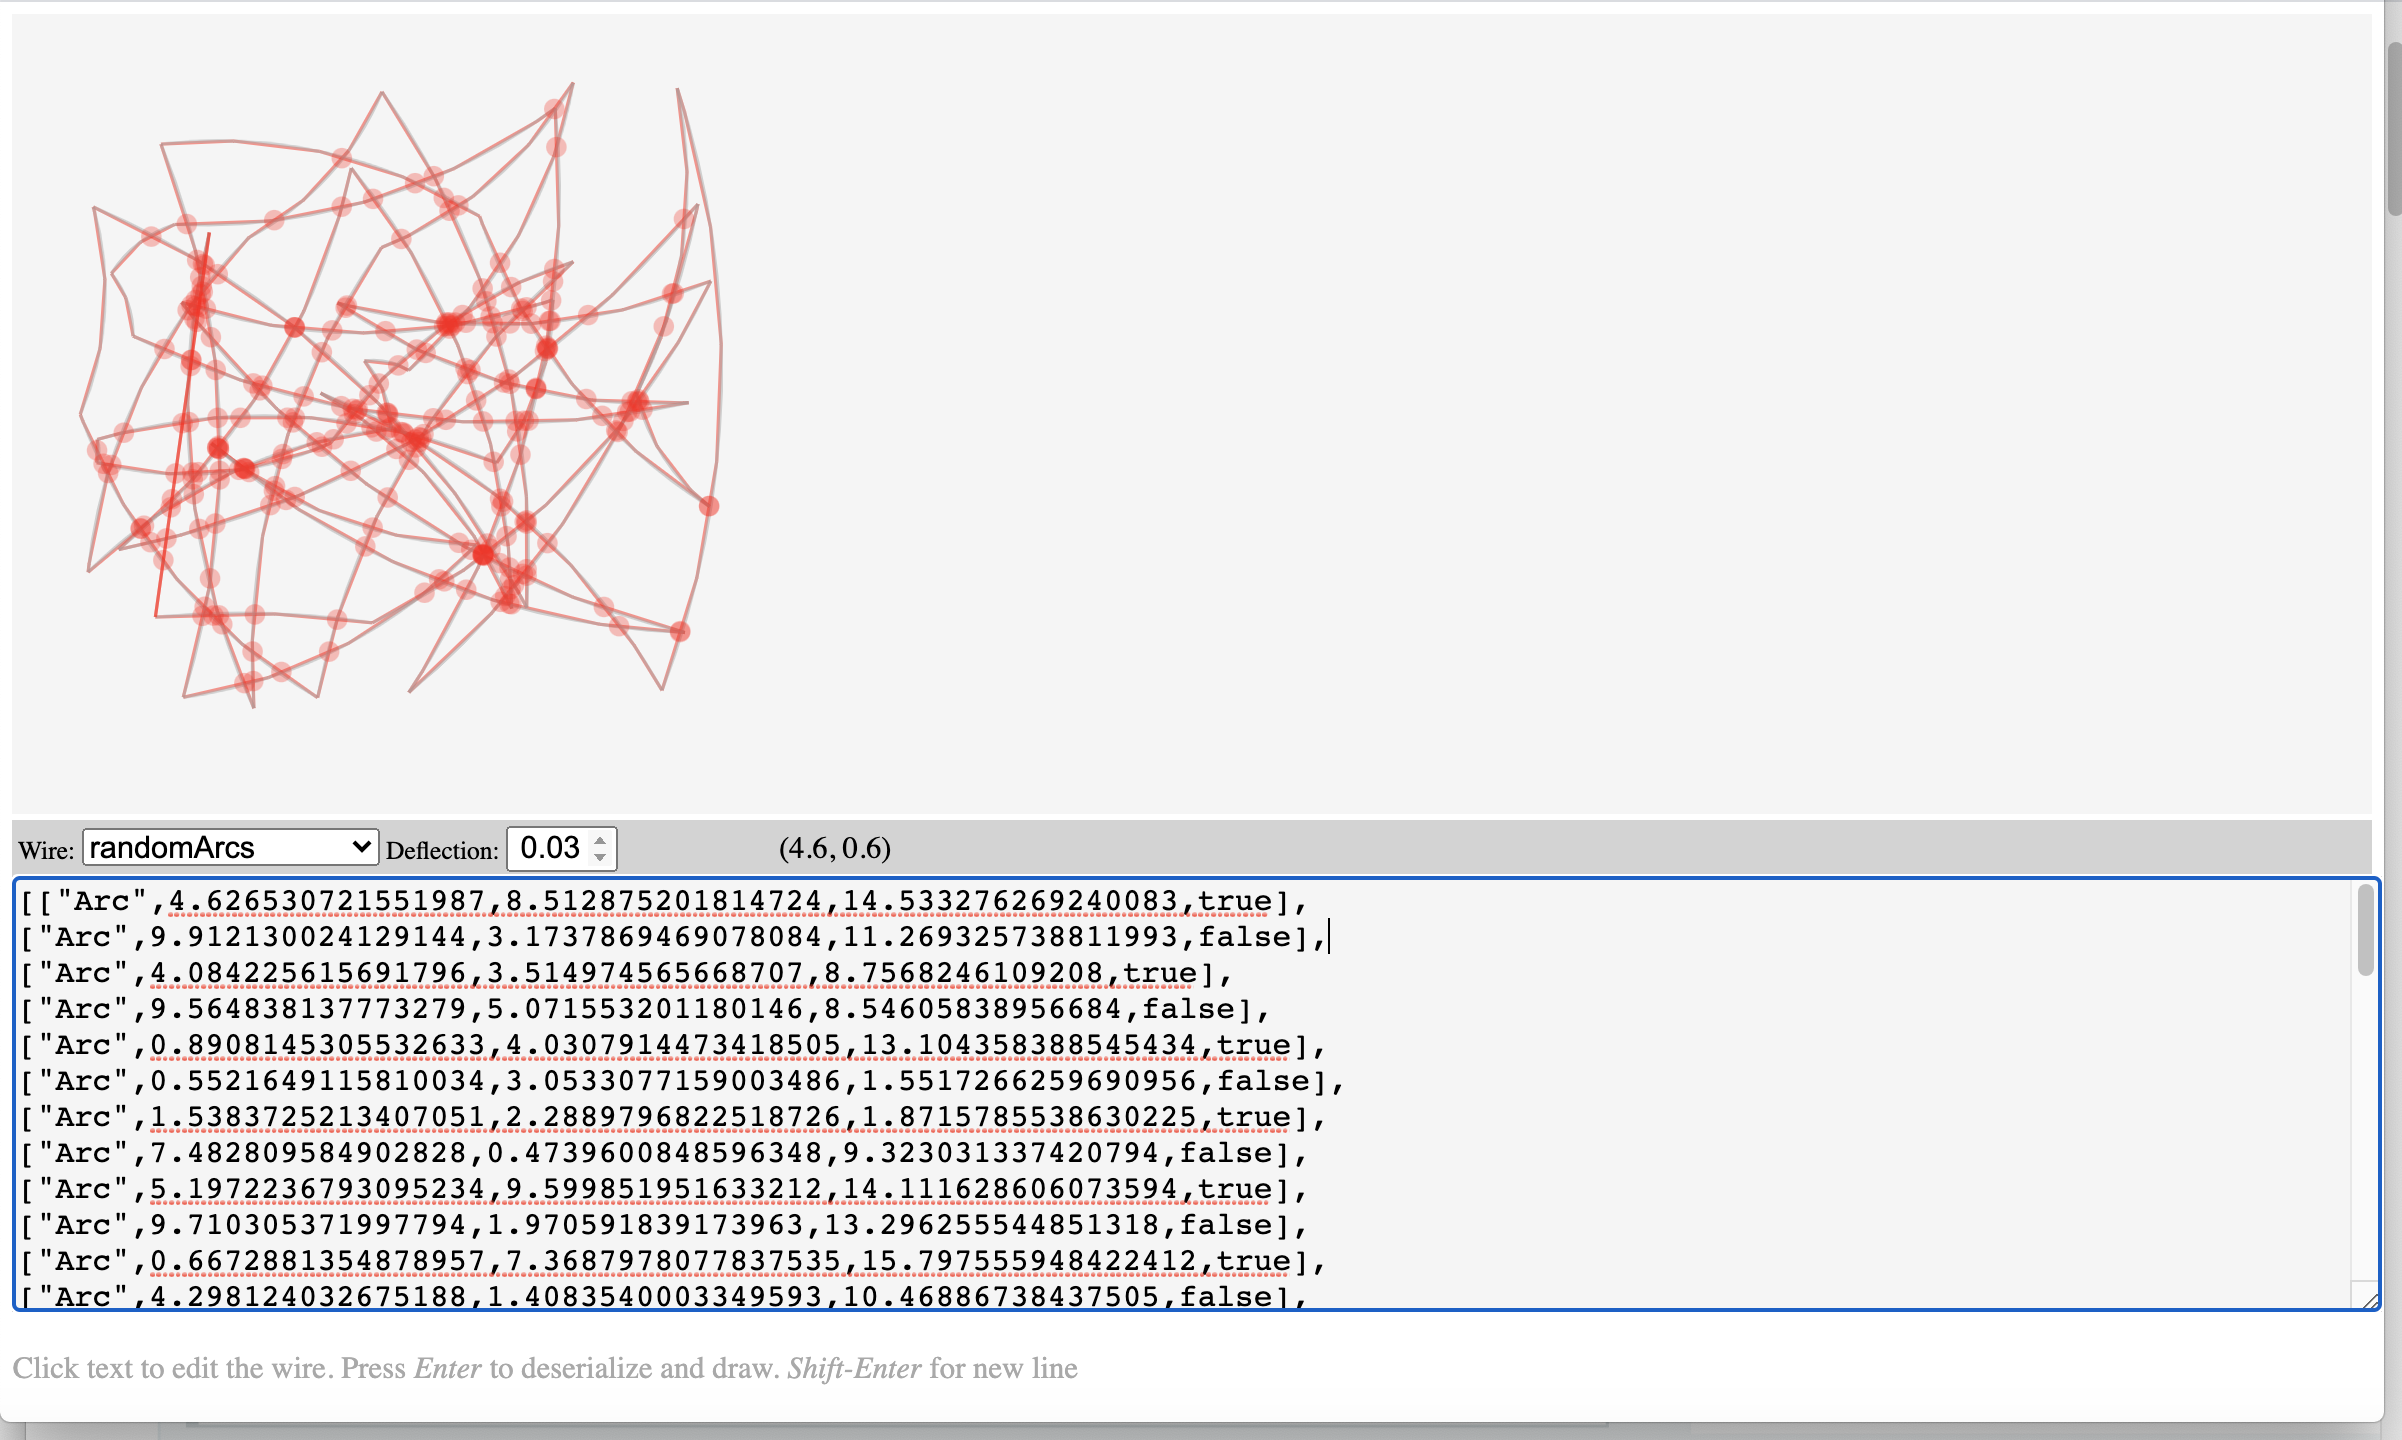 Wire: randomArcs Deflection: 0.03 (4.6, 0.6)
[["Arc",4.626530721551987,8.512875201814724,14.533276269240083,true],
["Arc",9.912130024129144,3.1737869469078084,11.269325738811993,false],
["Arc",4.084225615691796,3.514974565668707,8.7568246109208,true],
["Arc",9.564838137773279,5.071553201180146,8.54605838956684,false],
["Arc",0.8908145305532633,4.0307914473418505,13.104358388545434,true],
["Arc",0.5521649115810034,3.0533077159003486,1.5517266259690956,false],
["Arc",1.5383725213407051,2.2889796822518726,1.8715785538630225,true],
["Arc",7.482809584902828,0.4739600848596348,9.323031337420794,false],
["Arc",5.1972236793095234,9.599851951633212,14.111628606073594,true],
["Arc",9.710305371997794,1.970591839173963,13.296255544851318,false],
["Arc",0.6672881354878957,7.3687978077837535,15.797555948422412,true],
["Arc",4.298124032675188,1.4083540003349593,10.46886738437505,false],
Click text to edit the wire. Press Enter to deserialize and draw. Shift-Enter for new line